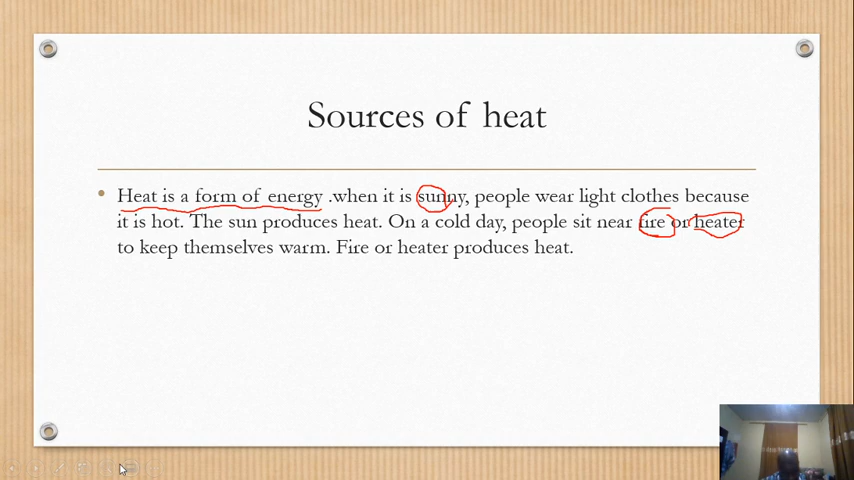 Sources of heat
Heat is a form of energy .when it is sunny, people wear light clothes because
it is hot. The sun produces heat. On a cold day, people sit near fire or heater
to keep themselves warm. Fire or heater produces heat.